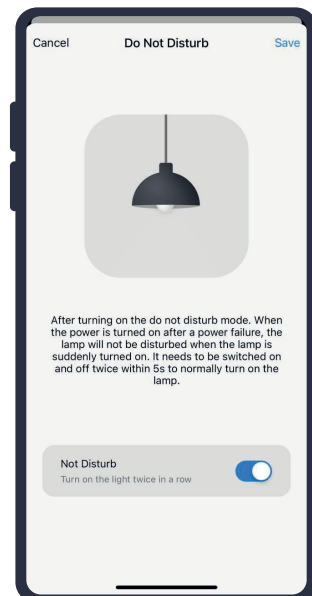 Cancel Do Not Disturb Save
After turning on the do not disturb mode. When
the power is turned on after a power failure, the
lamp will not be disturbed when the lamp is
suddenly turned on. It needs to be switched on
and off twice within 5s to normally turn on the
lamp.
Not Disturb
Turn on the light twice in a row